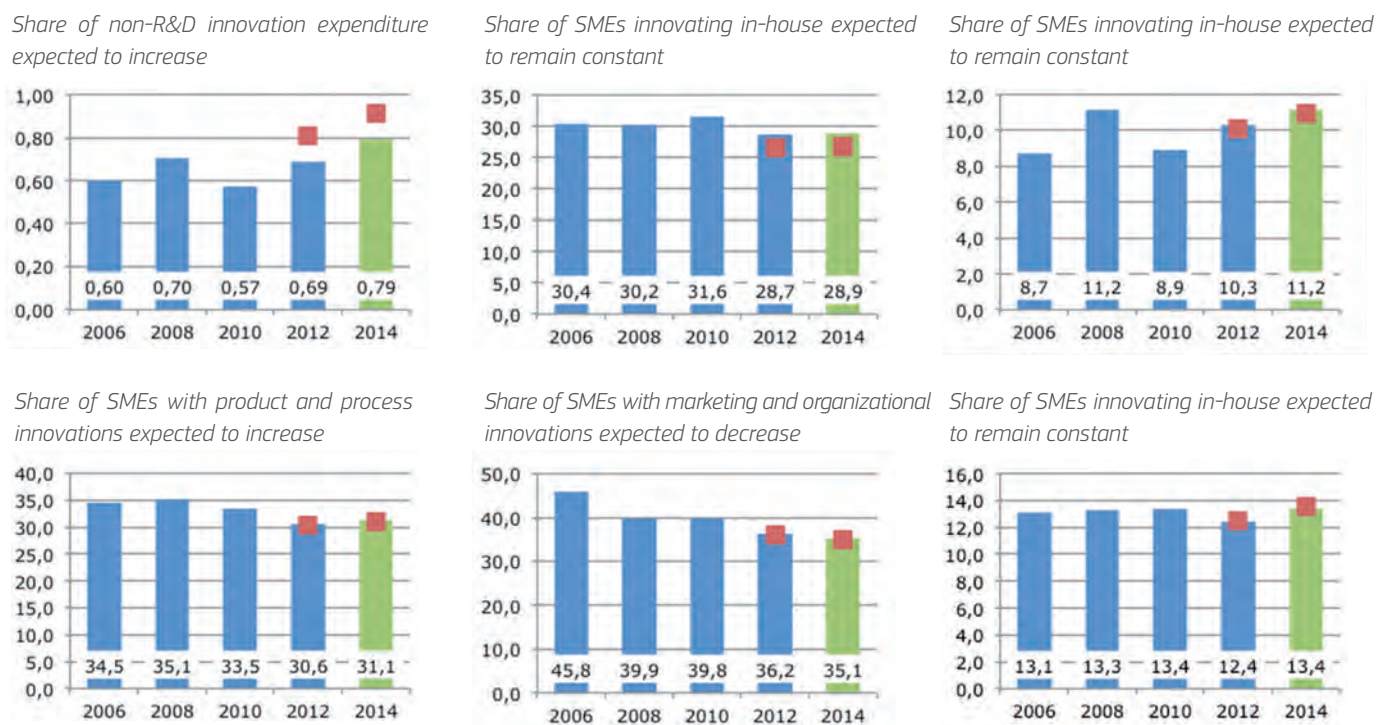 Share of non-R&D innovation expenditure
expected to increase
1,00
0,80
0,60
0,40
0,20
0,00
0,60 0,70 0,57 0,69 0,79
2006 2008 2010 2012 2014
Share of SMEs innovating in-house expected
to remain constant
35,0
30,0
25,0
20,0
15,0
10,0
5,0
0,0
30,4 30,2 31,6 28,7 28,9
2006 2008 2010 2012 2014
Share of SMEs innovating in-house expected
to remain constant
12,0
10,0
8,0
6,0
4,0
2,0
0,0
8,7 11,2 8,9 10,3 11,2
2006 2008 2010 2012 2014
Share of SMEs with product and process
innovations expected to increase
40,0
35,0
30,0
25,0
20,0
15,0
10,0
5,0
0,0
34,5 35,1 33,5 30,6 31,1
2006 2008 2010 2012 2014
Share of SMEs with marketing and organizational
innovations expected to decrease
50,0
40,0
30,0
20,0
10,0
0,0
45,8 39,9 39,8 36,2 35,1
2006 2008 2010 2012 2014
Share of SMEs innovating in-house expected
to remain constant
16,0
14,0
12,0
10,0
8,0
6,0
4,0
2,0
0,0
13,1 13,3 13,4 12,4 13,4
2006 2008 2010 2012 2014